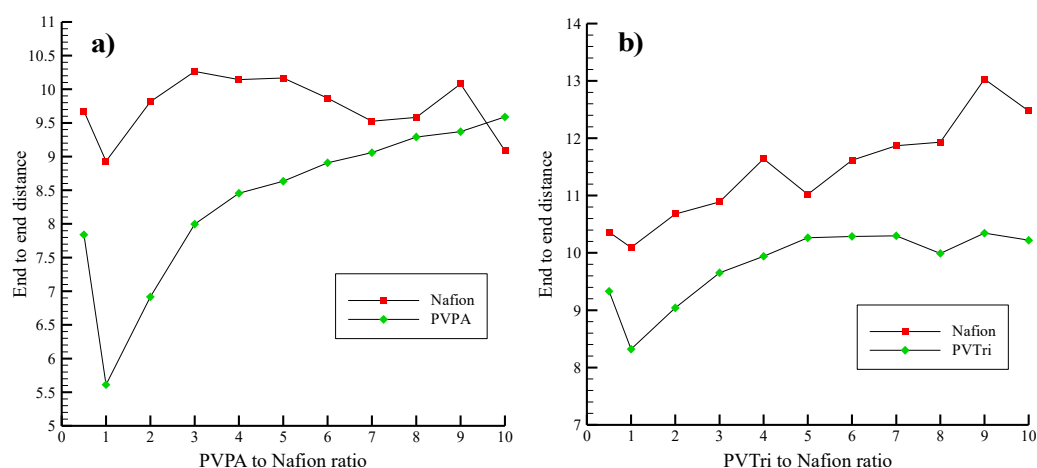 a)
End to end distance
11
10.5
10
9.5
9
8.5
8
7.5
7
6.5
6
5.5
5
Nafion
PVPA
0 1 2 3 4 5 6 7 8 9 10
PVPA to Nafion ratio
b)
End to end distance
14
13
12
11
10
9
8
7
Nafion
PVTri
0 1 2 3 4 5 6 7 8 9 10
PVTri to Nafion ratio